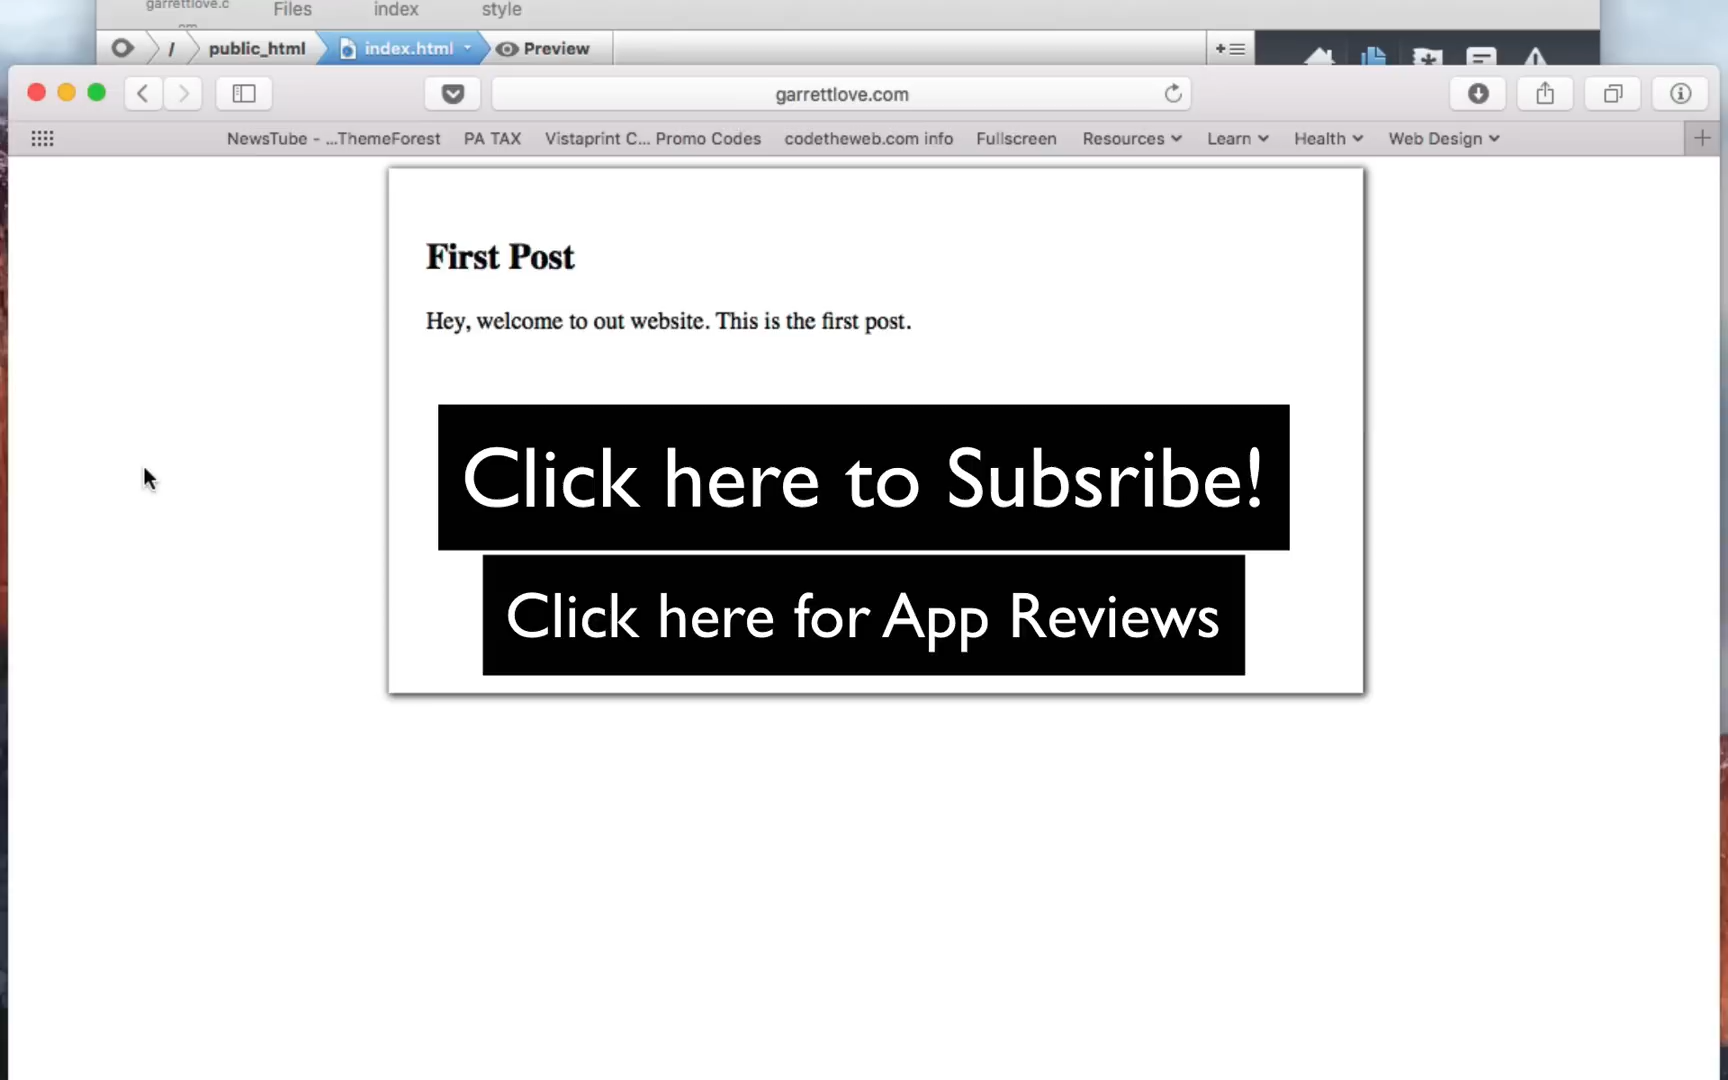 garrettlove.c
om
Files
index
style
/
public_html
index.html
Preview
garrettlove.com
NewsTube - ...ThemeForest
PA TAX
Vistaprint C... Promo Codes
codetheweb.com info
Fullscreen
Resources
Learn
Health
Web Design
First Post
Hey, welcome to out website. This is the first post.
Click here to Subsribe!
Click here for App Reviews